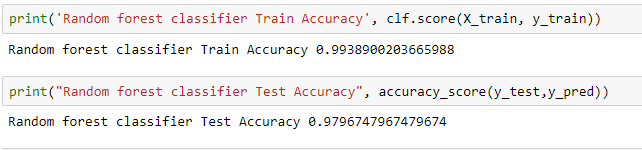 print('Random forest classifier Train Accuracy', clf.score(X_train, y_train))
Random forest classifier Train Accuracy 0.9938900203665988
print("Random forest classifier Test Accuracy", accuracy_score(y_test,y_pred))
Random forest classifier Test Accuracy 0.9796747967479674